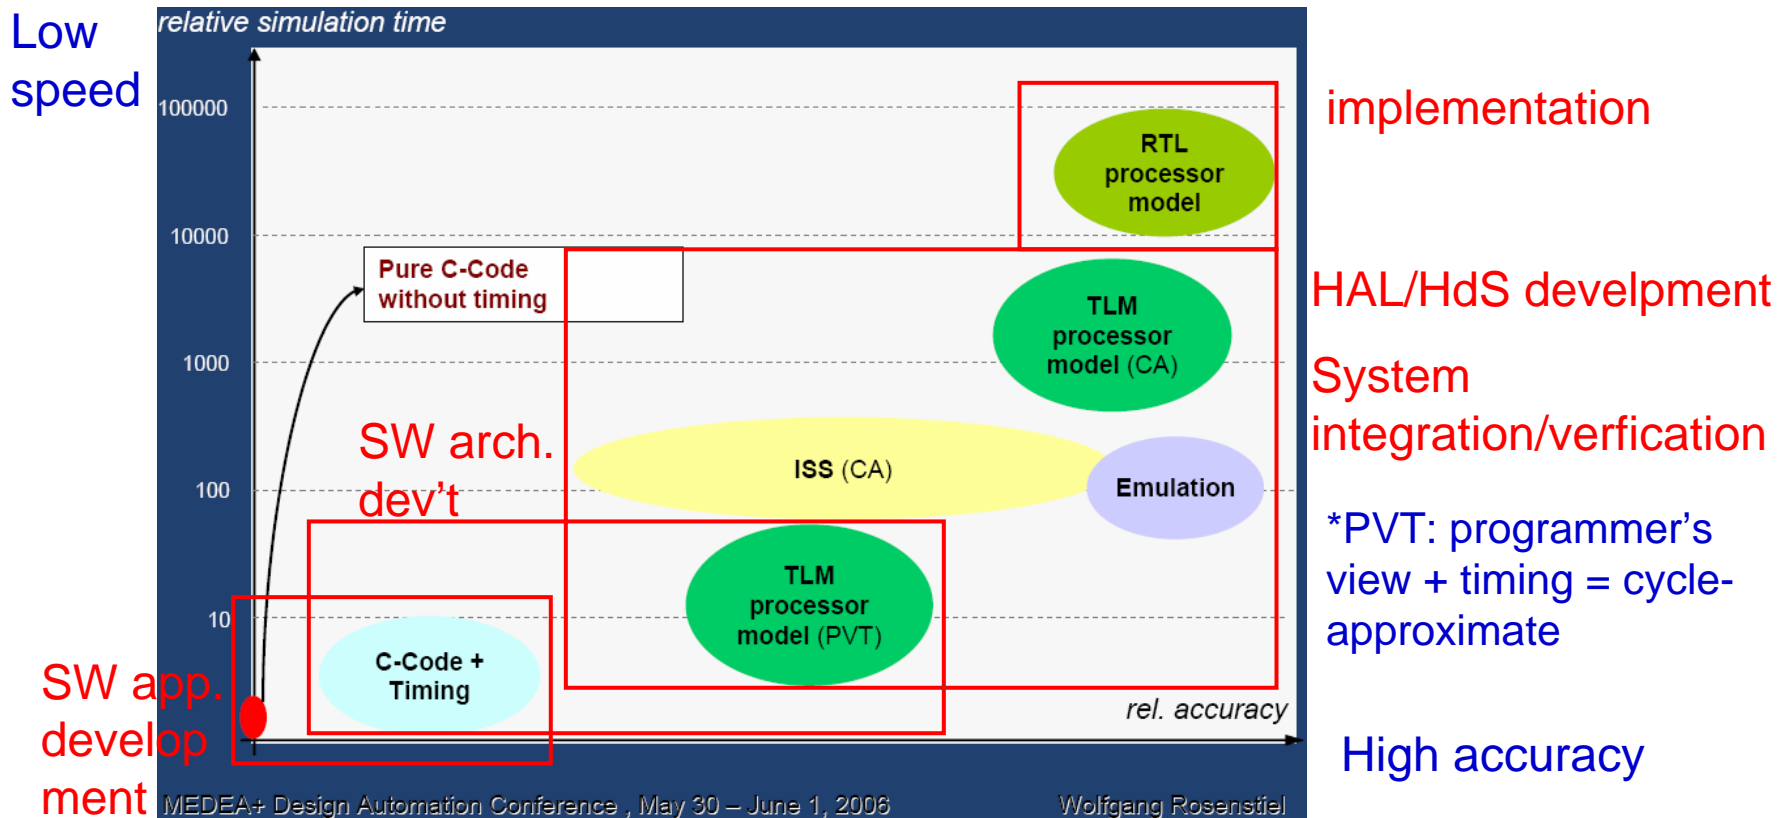 Low
speed
relative simulation time
100000
10000
1000
100
10
RTL
processor
model
implementation
Pure C-Code
without timing
TLM
processor
model (CA)
HAL/HdS develpment
System
integration/verfication
SW arch.
dev't
ISS (CA)
Emulation
*PVT: programmer's
view + timing = cycle-
approximate
TLM
processor
model (PVT)
C-Code +
Timing
SW app.
develop
ment
rel. accuracy
High accuracy
MEDEA+ Design Automation Conference , May 30 – June 1, 2006
Wolfgang Rosenstiel